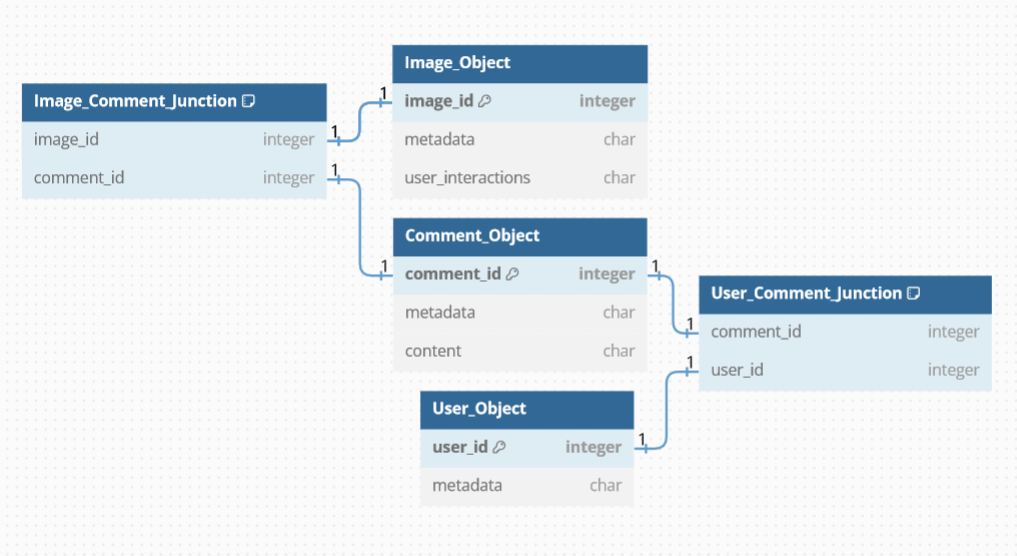 Image_Comment_Junction
image_id integer
comment_id integer
1
1
Image_Object
1
image_id integer
metadata char
user_interactions char
Comment_Object
1
comment_id integer
1
metadata char
content char
User_Comment_Junction
1
comment_id integer
1
user_id integer
User_Object
user_id integer
1
metadata char